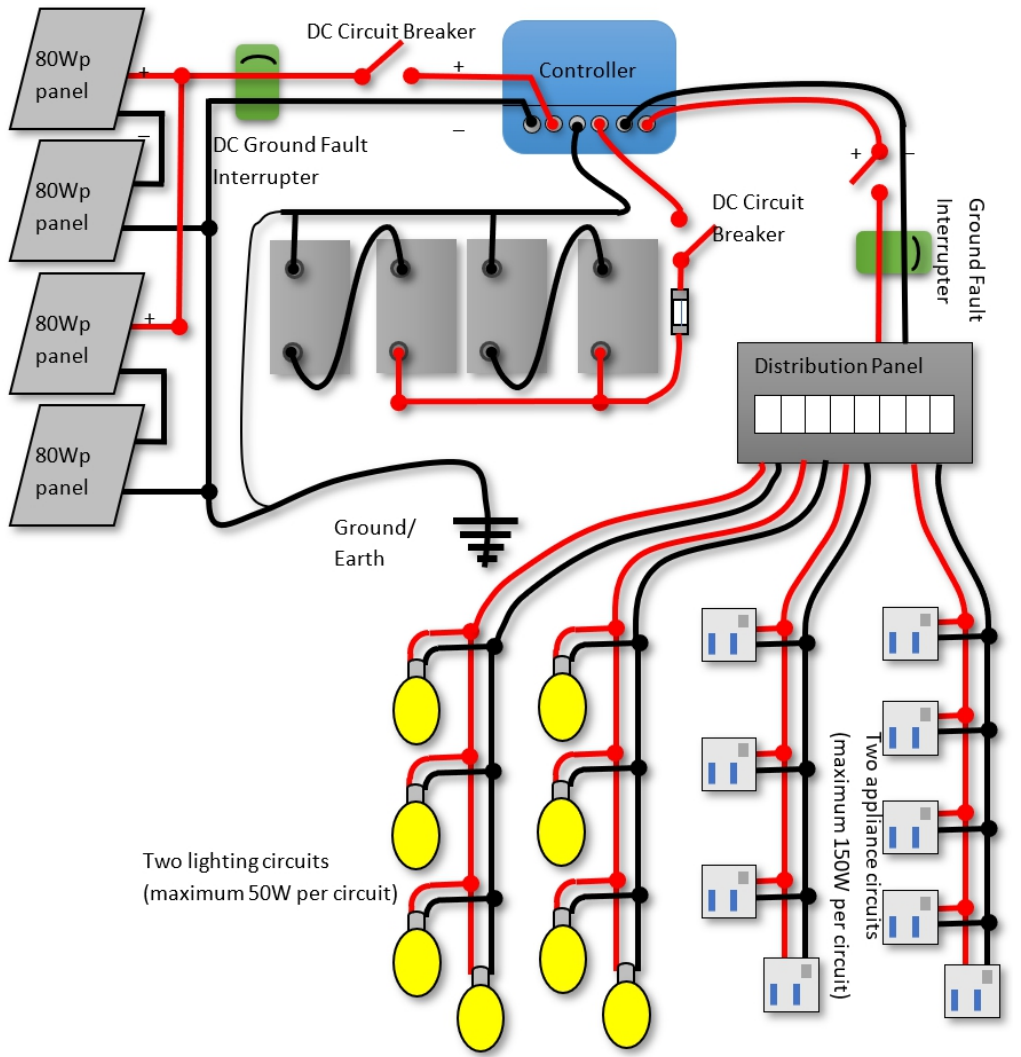 DC Circuit Breaker
80Wp
panel
+
+
Controller
–
–
DC Ground Fault
Interrupter
+
–
80Wp
panel
DC Circuit
Breaker
Ground Fault
Interrupter
80Wp
panel
+
Distribution Panel
80Wp
panel
Ground/
Earth
Two lighting circuits
(maximum 50W per circuit)
Two appliance circuits
(maximum 150W per circuit)